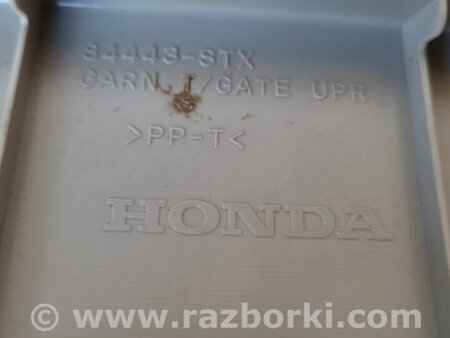 84443-STX
GARN T/GATE UPR
>PP-T<
HONDA
© www.razborki.com